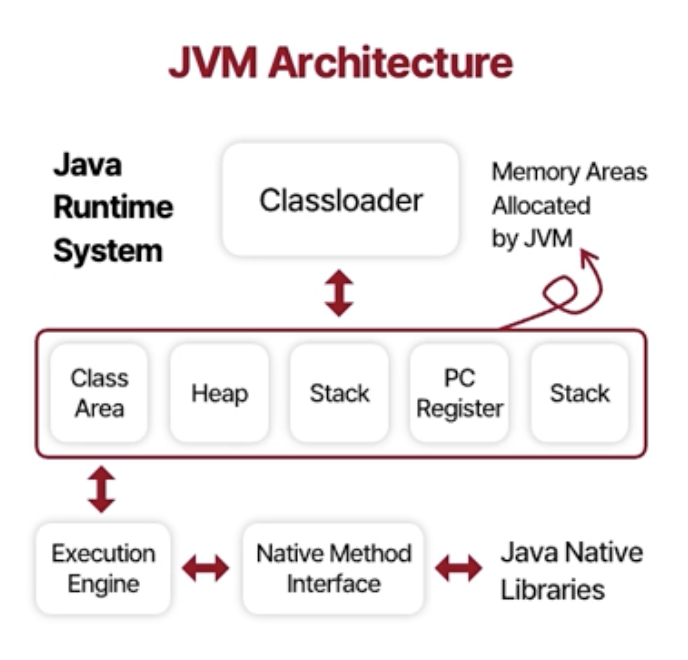 JVM Architecture
Java
Runtime
System
Classloader
Memory Areas
Allocated
by JVM
Class
Area
Heap
Stack
PC
Register
Stack
Execution
Engine
Native Method
Interface
Java Native
Libraries